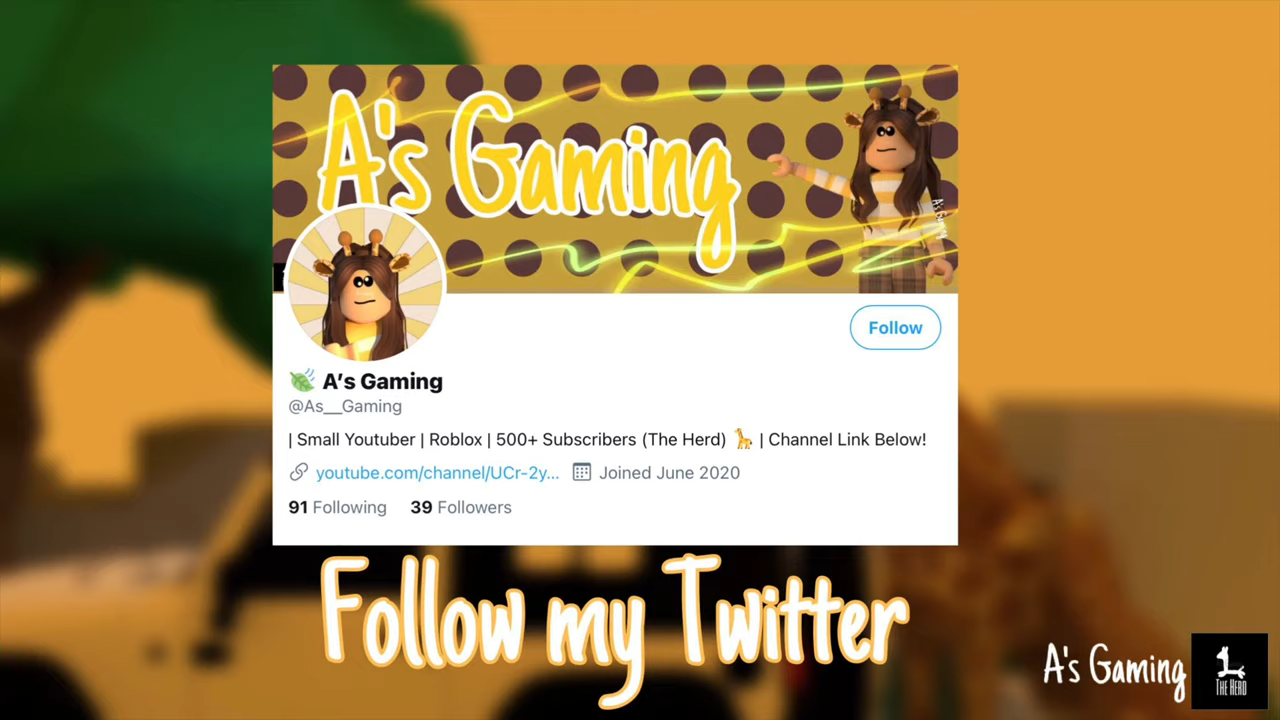 A's Gaming
A's Gaming
Follow
🍃 A's Gaming
@As__Gaming
| Small Youtuber | Roblox | 500+ Subscribers (The Herd) 🦒 | Channel Link Below!
youtube.com/channel/UCr-2y... Joined June 2020
91 Following 39 Followers
Follow my Twitter
A's Gaming
THE HERD